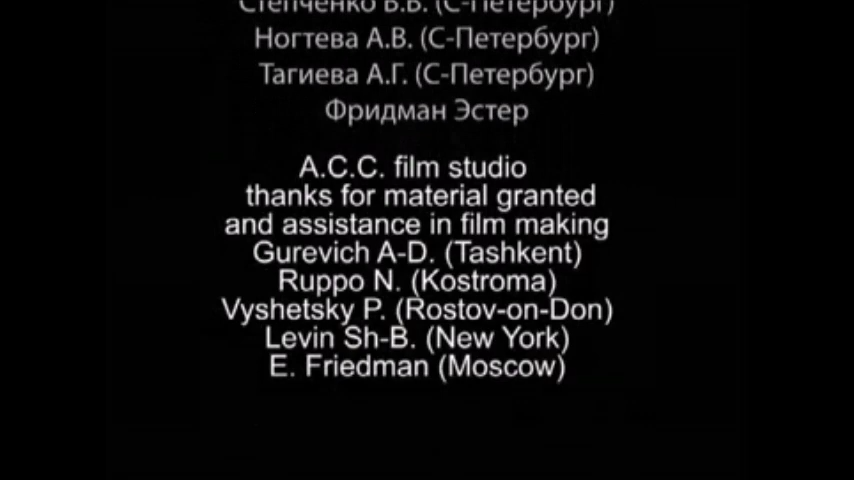 Степченко В.В. (С-Петербург)
Ногтева А.В. (С-Петербург)
Тагиева А.Г. (С-Петербург)
Фридман Эстер
A.C.C. film studio
thanks for material granted
and assistance in film making
Gurevich A-D. (Tashkent)
Ruppo N. (Kostroma)
Vyshetsky P. (Rostov-on-Don)
Levin Sh-B. (New York)
E. Friedman (Moscow)